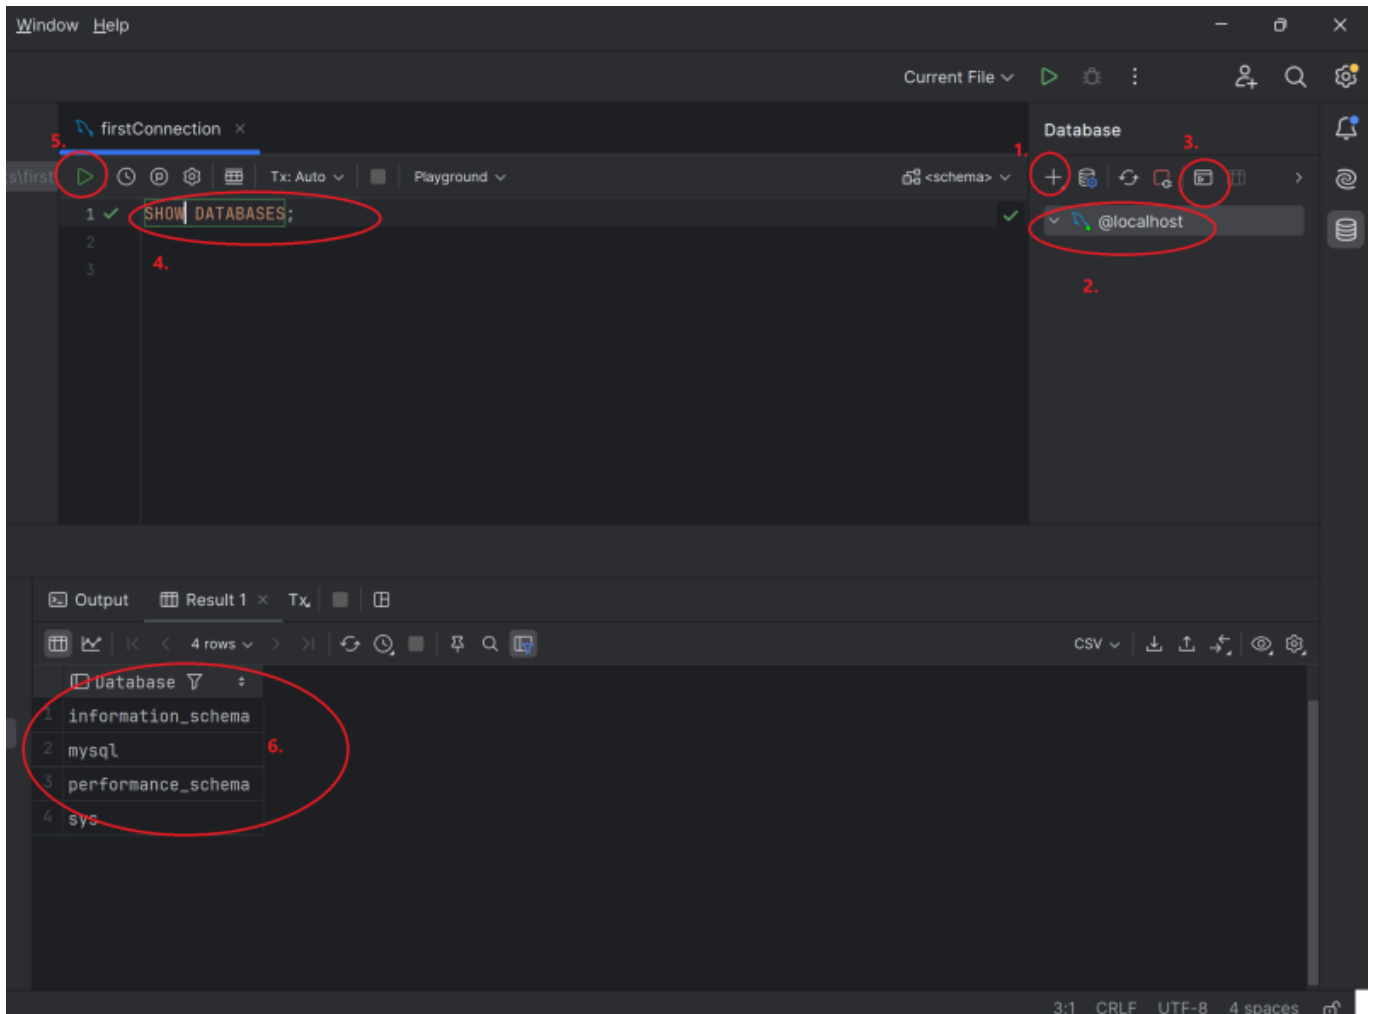 Window Help
Current File
firstConnection
Database
5.
1.
3.
s\first
Tx: Auto
Playground
<schema>
1 SHOW DATABASES;
@localhost
2
3
4.
2.
Output Result 1 Tx
4 rows
CSV
Database
1 information_schema
2 mysql
6.
3 performance_schema
4 sys
3:1 CRLF UTF-8 4 spaces